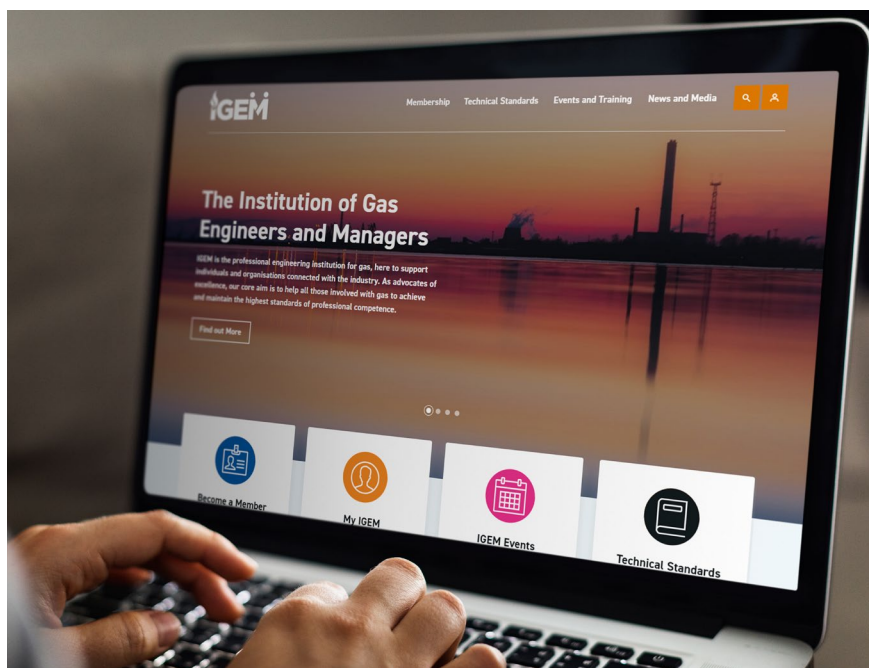 iGEM
Membership
Technical Standards
Events and Training
News and Media
The Institution of Gas
Engineers and Managers
IGEM is the professional engineering institution for gas, here to support
individuals and organisations connected with the industry. As advocates of
excellence, our core aim is to help all those involved with gas to achieve
and maintain the highest standards of professional competence.
Find out More
Become a Member
My IGEM
IGEM Events
Technical Standards